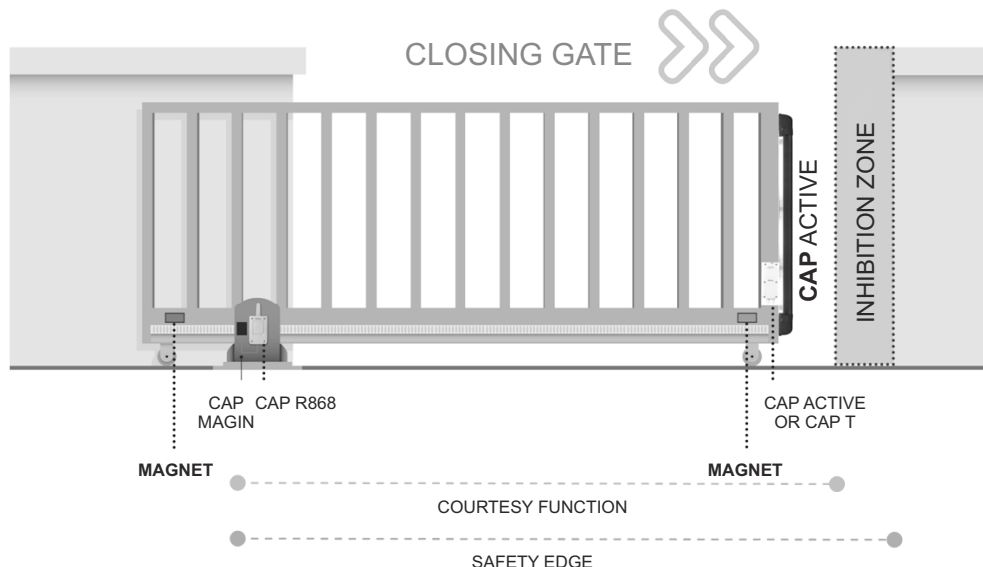 CLOSING GATE
CAP ACTIVE
INHIBITION ZONE
CAP
MAGIN
CAP R868
CAP ACTIVE
OR CAP T
MAGNET
MAGNET
COURTESY FUNCTION
SAFETY EDGE